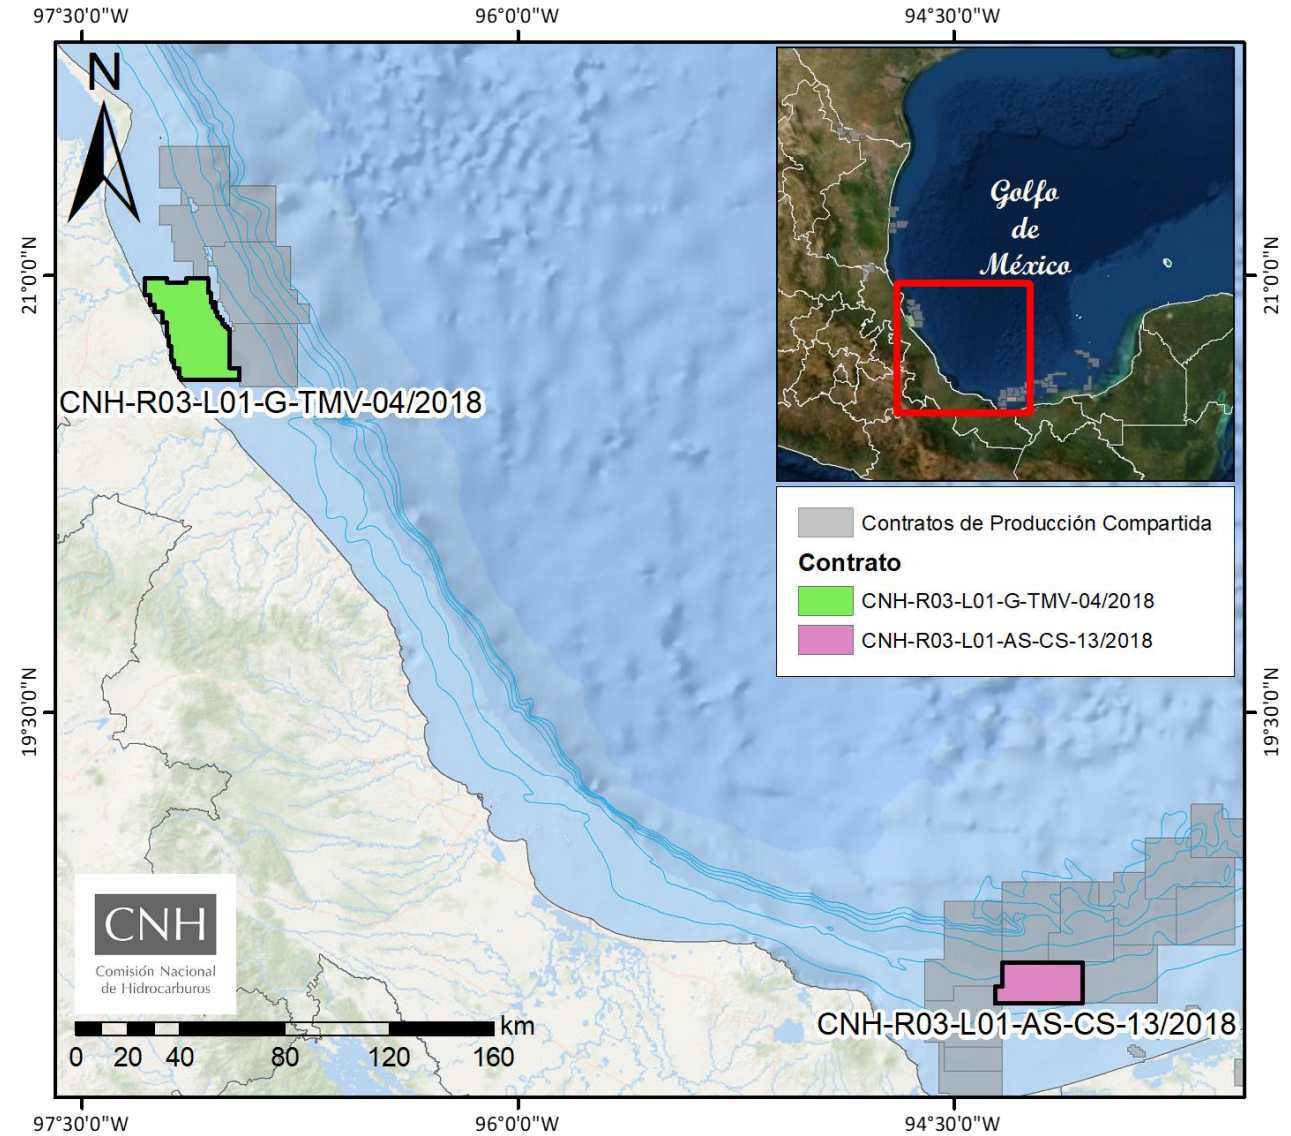 97°30'0"W
96°0'0"W
94°30'0"W
N
Golfo
de
México
21°0'0"N
21°0'0"N
CNH-R03-L01-G-TMV-04/2018
Contratos de Producción Compartida
Contrato
CNH-R03-L01-G-TMV-04/2018
CNH-R03-L01-AS-CS-13/2018
19°30'0"N
19°30'0"N
CNH
Comisión Nacional
de Hidrocarburos
CNH-R03-L01-AS-CS-13/2018
km
0 20 40 80 120 160
97°30'0"W
96°0'0"W
94°30'0"W